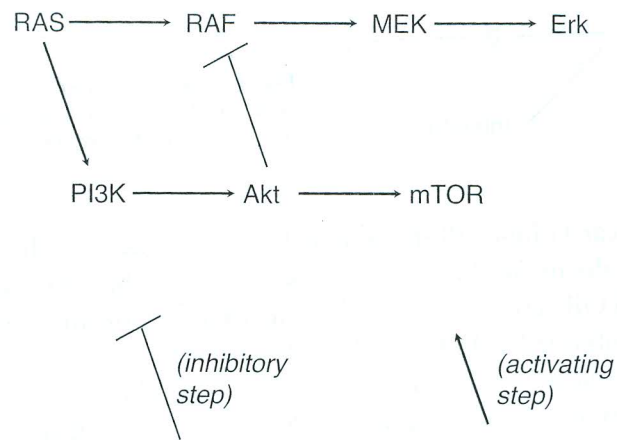 RAS RAF MEK Erk
PI3K Akt mTOR
(inhibitory
step)
(activating
step)